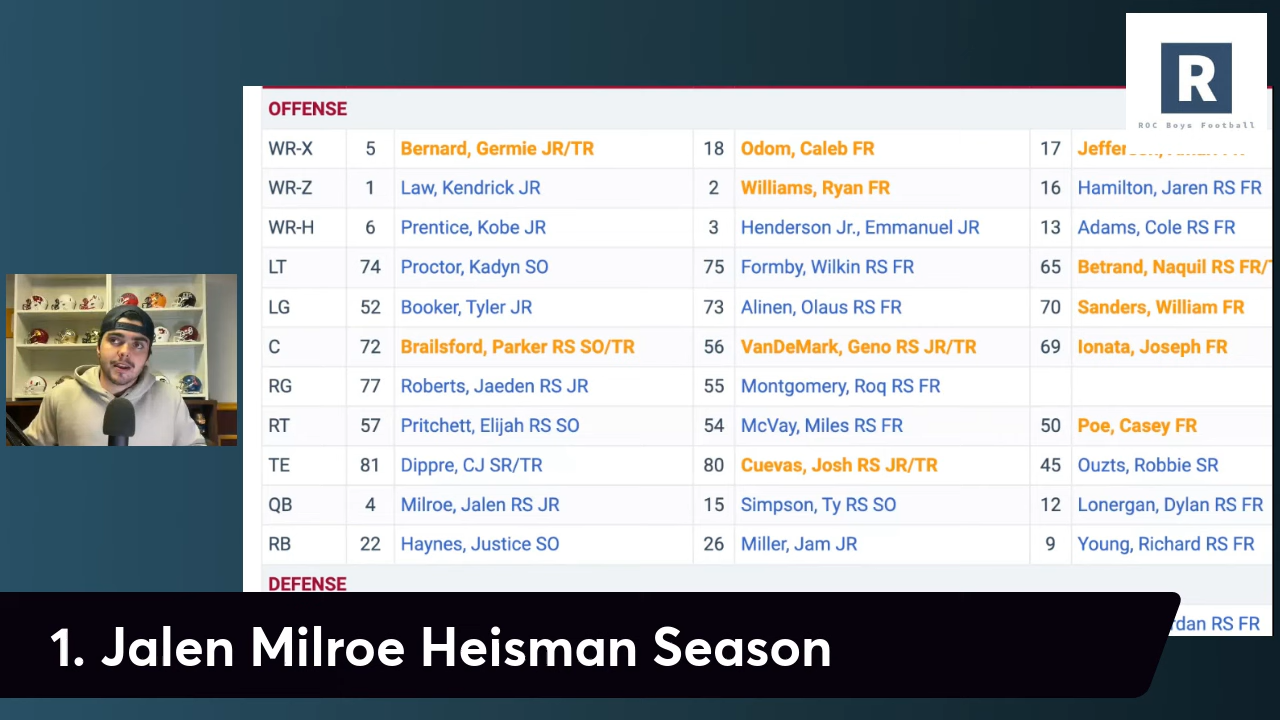 R
ROC Boys Football
OFFENSE
WR-X 5 Bernard, Germie JR/TR 18 Odom, Caleb FR 17
WR-Z 1 Law, Kendrick JR 2 Williams, Ryan FR 16 Hamilton, Jaren RS FR
WR-H 6 Prentice, Kobe JR 3 Henderson Jr., Emmanuel JR 13 Adams, Cole RS FR
LT 74 Proctor, Kadyn SO 75 Formby, Wilkin RS FR 65 Betrand, Naquil RS FR/
LG 52 Booker, Tyler JR 73 Alinen, Olaus RS FR 70 Sanders, William FR
C 72 Brailsford, Parker RS SO/TR 56 VanDeMark, Geno RS JR/TR 69 Ionata, Joseph FR
RG 77 Roberts, Jaeden RS JR 55 Montgomery, Roq RS FR
RT 57 Pritchett, Elijah RS SO 54 McVay, Miles RS FR 50 Poe, Casey FR
TE 81 Dippre, CJ SR/TR 80 Cuevas, Josh RS JR/TR 45 Ouzts, Robbie SR
QB 4 Milroe, Jalen RS JR 15 Simpson, Ty RS SO 12 Lonergan, Dylan RS FR
RB 22 Haynes, Justice SO 26 Miller, Jam JR 9 Young, Richard RS FR
DEFENSE
rdan RS FR
1. Jalen Milroe Heisman Season